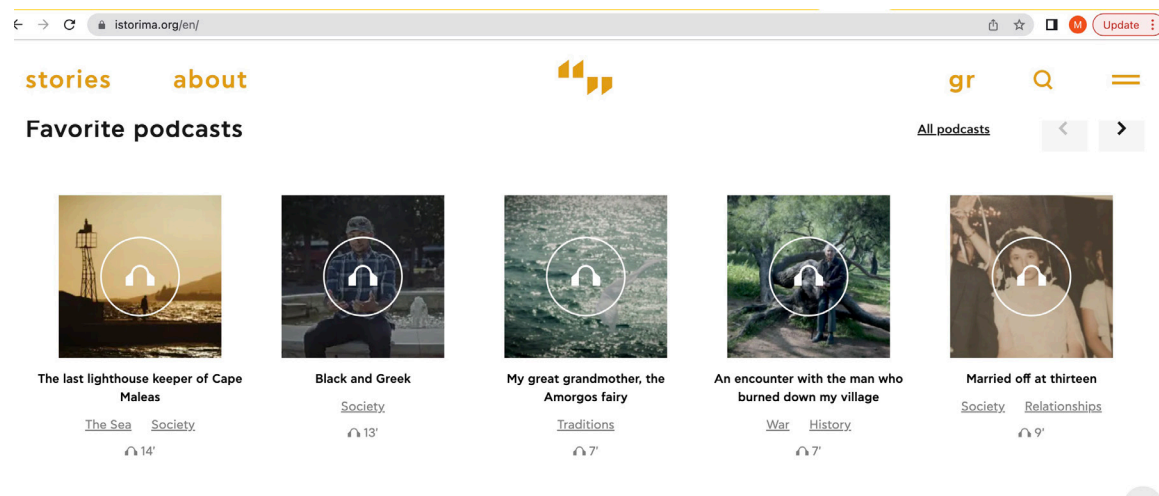 istorima.org/en/
M
Update
stories about gr
Favorite podcasts
All podcasts
The last lighthouse keeper of Cape
Maleas
The Sea Society
14'
Black and Greek
Society
13'
My great grandmother, the
Amorgos fairy
Traditions
7'
An encounter with the man who
burned down my village
War History
7'
Married off at thirteen
Society Relationships
9'